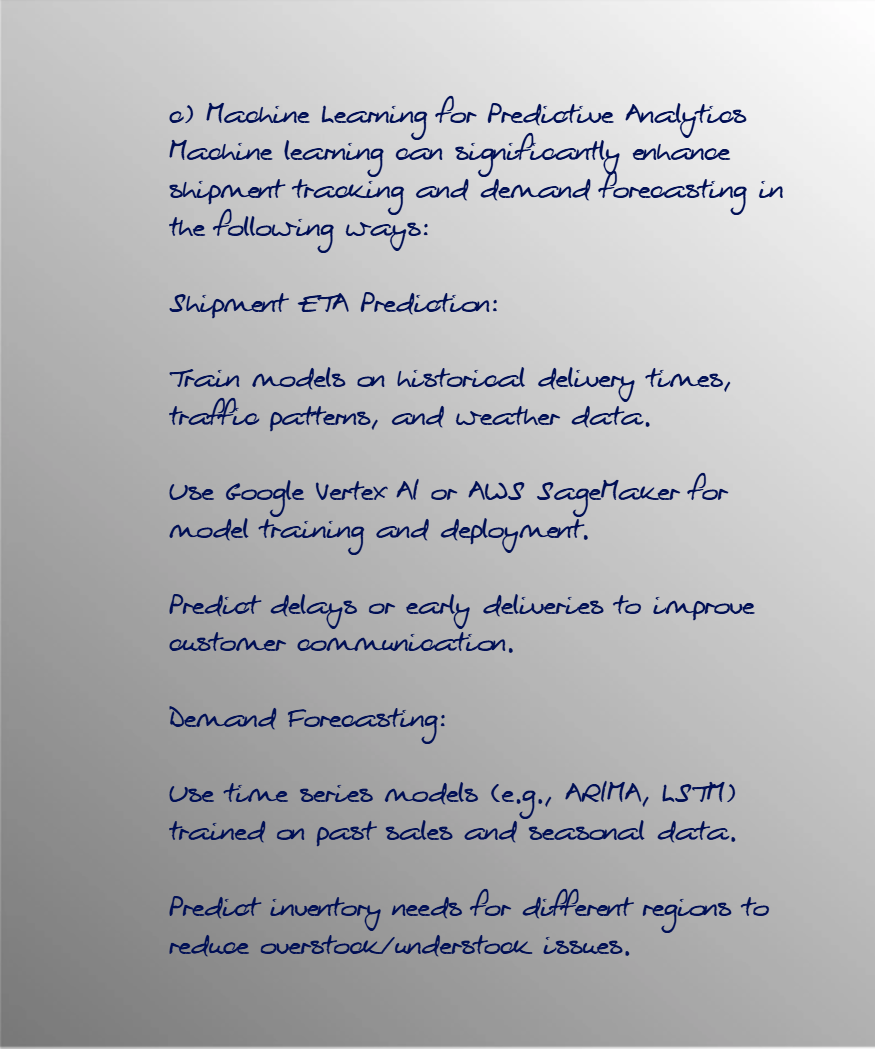 c) Machine Learning for Predictive Analytics
Machine learning can significantly enhance
shipment tracking and demand forecasting in
the following ways:
Shipment ETA Prediction:
Train models on historical delivery times,
traffic patterns, and weather data.
Use Google Vertex AI or AWS SageMaker for
model training and deployment.
Predict delays or early deliveries to improve
customer communication.
Demand Forecasting:
Use time series models (e.g., ARIMA, LSTM)
trained on past sales and seasonal data.
Predict inventory needs for different regions to
reduce overstock/understock issues.